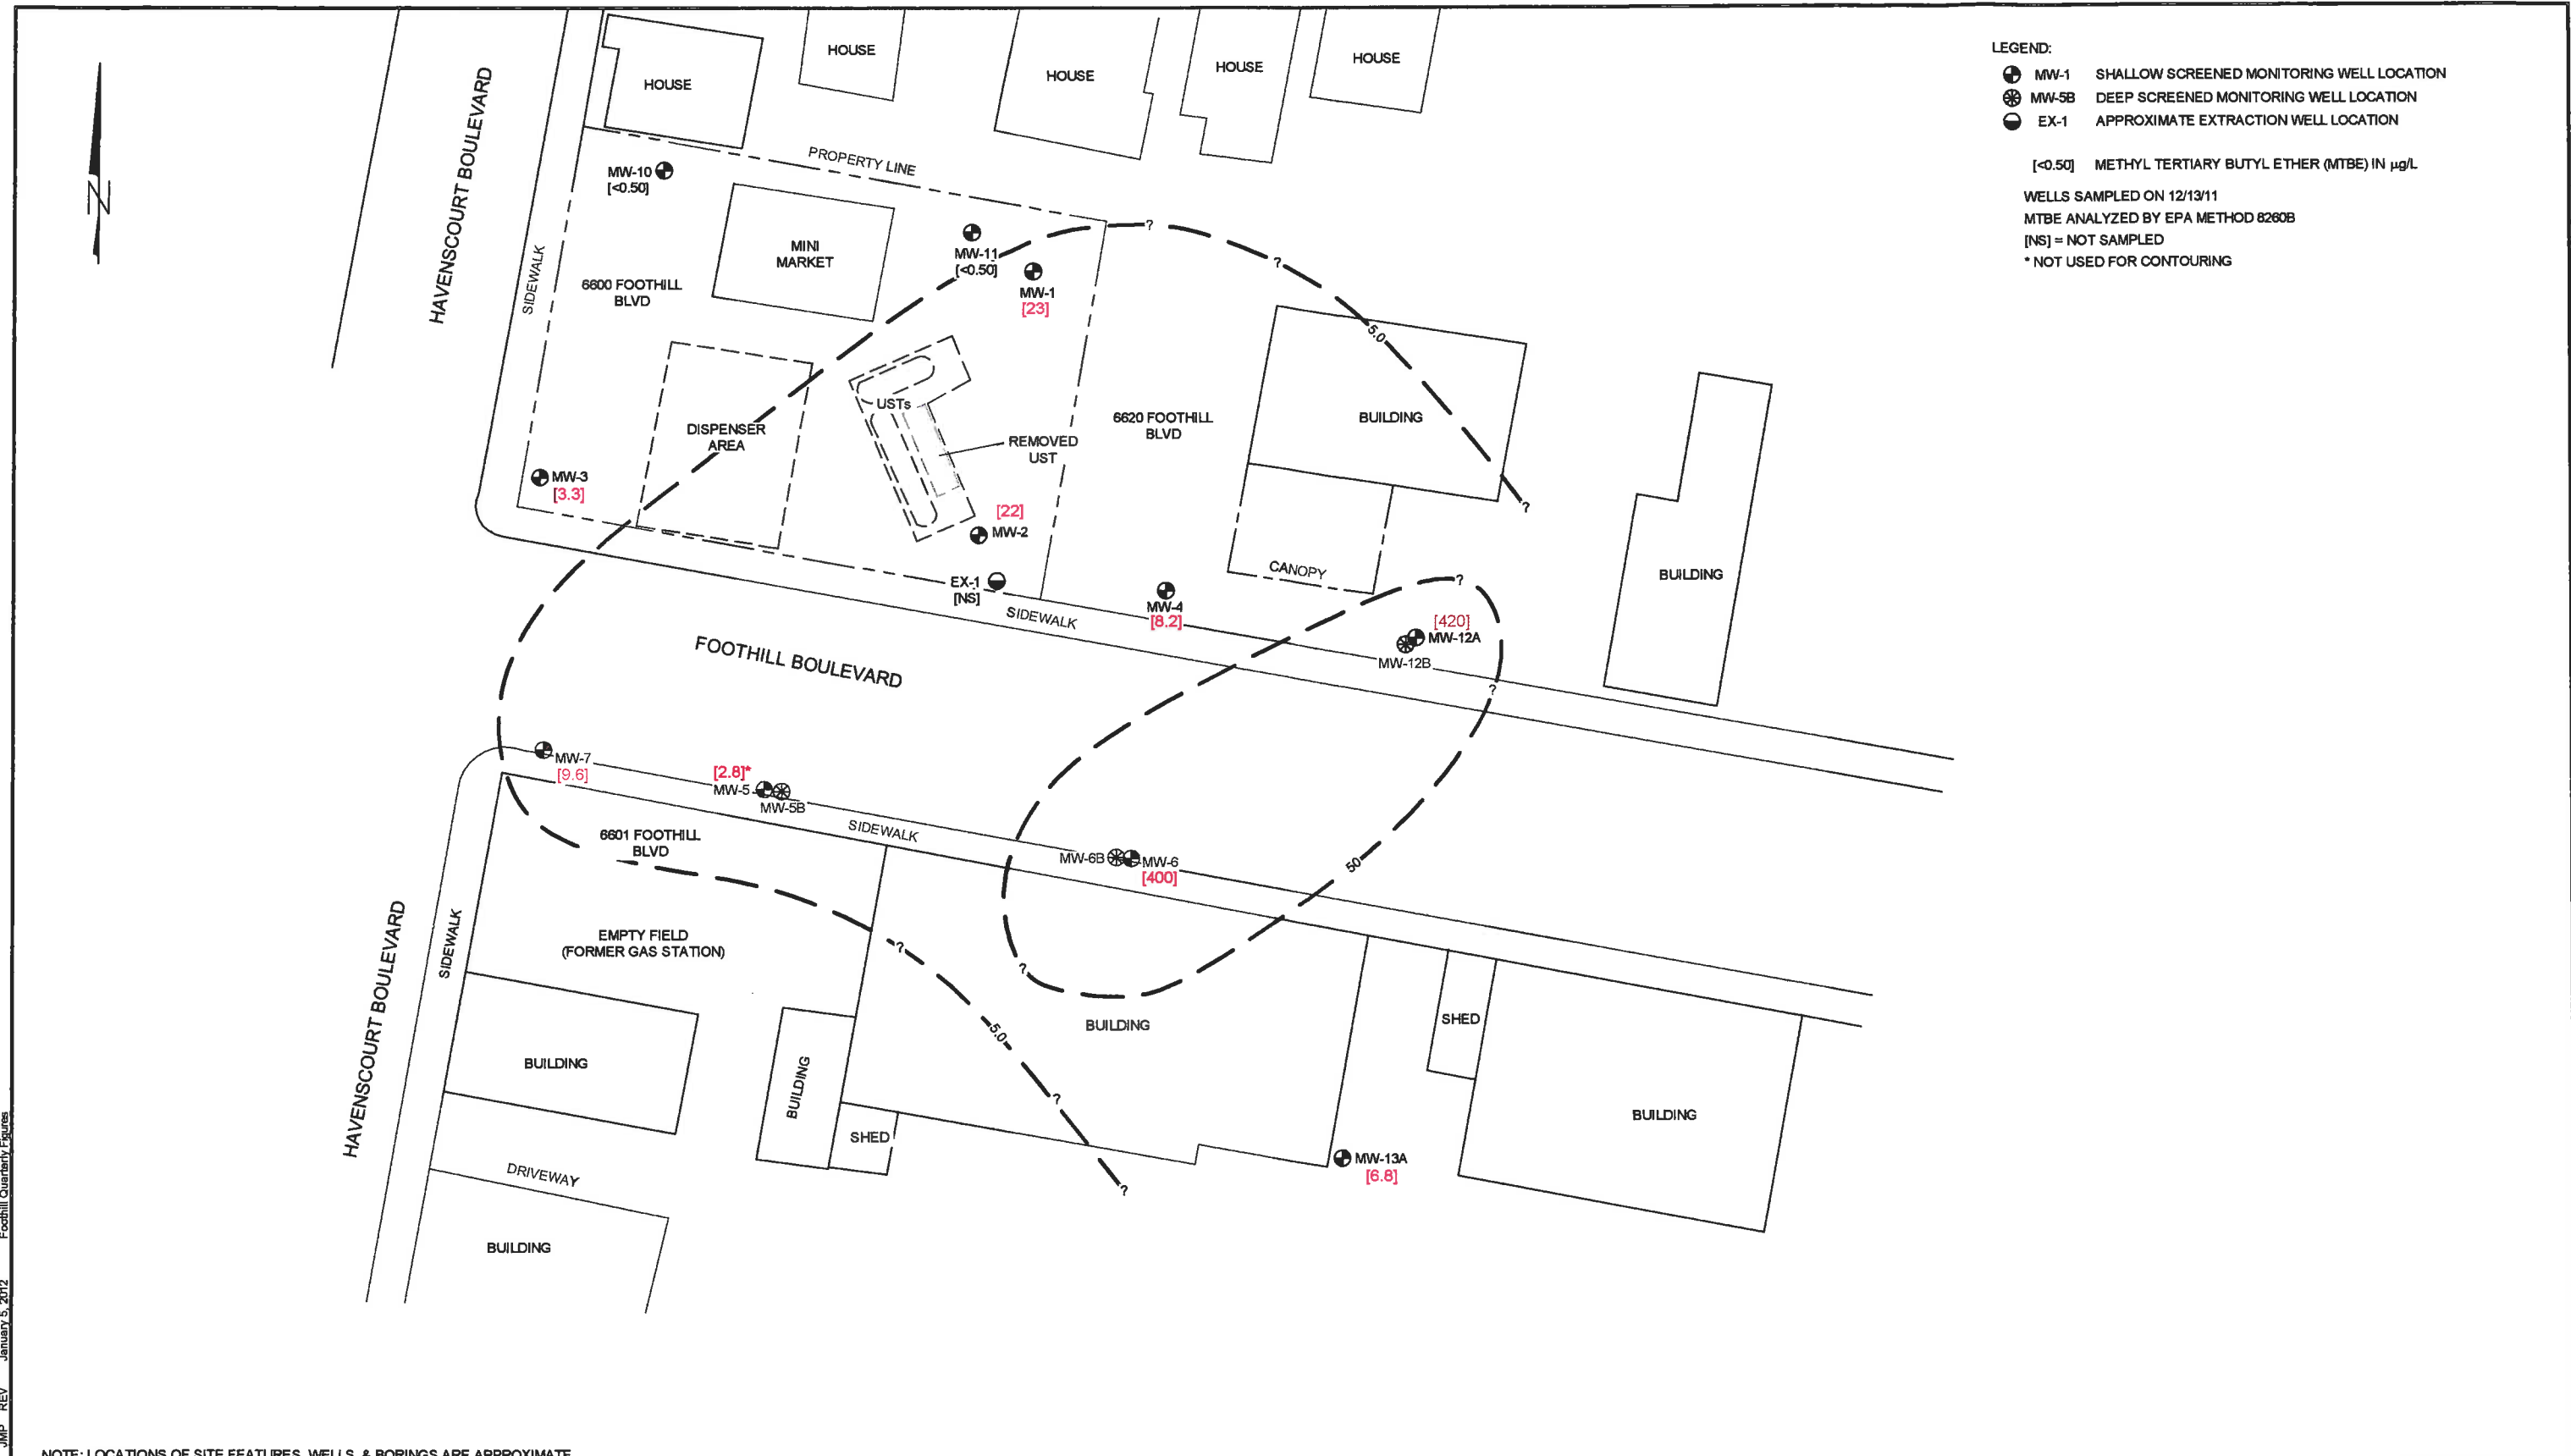 HOUSE
HOUSE
HOUSE
HOUSE
HOUSE
LEGEND:
MW-1 SHALLOW SCREENED MONITORING WELL LOCATION
MW-5B DEEP SCREENED MONITORING WELL LOCATION
EX-1 APPROXIMATE EXTRACTION WELL LOCATION
[<0.50] METHYL TERTIARY BUTYL ETHER (MTBE) IN µg/L
WELLS SAMPLED ON 12/13/11
MTBE ANALYZED BY EPA METHOD 8260B
[NS] = NOT SAMPLED
* NOT USED FOR CONTOURING
N
HAVENSCOURT BOULEVARD
SIDEWALK
PROPERTY LINE
MW-10
[<0.50]
MINI
MARKET
6600 FOOTHILL
BLVD
MW-11
[<0.50]
MW-1
[23]
?
?
5.0
?
USTs
REMOVED
UST
DISPENSER
AREA
6620 FOOTHILL
BLVD
BUILDING
MW-3
[3.3]
[22]
MW-2
EX-1
[NS]
SIDEWALK
CANOPY
MW-4
[8.2]
BUILDING
?
[420]
MW-12A
MW-12B
?
FOOTHILL BOULEVARD
MW-7
[9.6]
[2.8]*
MW-5
MW-5B
SIDEWALK
6601 FOOTHILL
BLVD
MW-6B
MW-6
[400]
50
?
?
EMPTY FIELD
(FORMER GAS STATION)
HAVENSCOURT BOULEVARD
SIDEWALK
BUILDING
BUILDING
5.0
?
?
BUILDING
SHED
SHED
BUILDING
MW-13A
[6.8]
DRIVEWAY
BUILDING
Foothill Quarterly Figures
January 5, 2012
REV
JMP
NOTE: LOCATIONS OF SITE FEATURES, WELLS, & BORINGS ARE APPROXIMATE